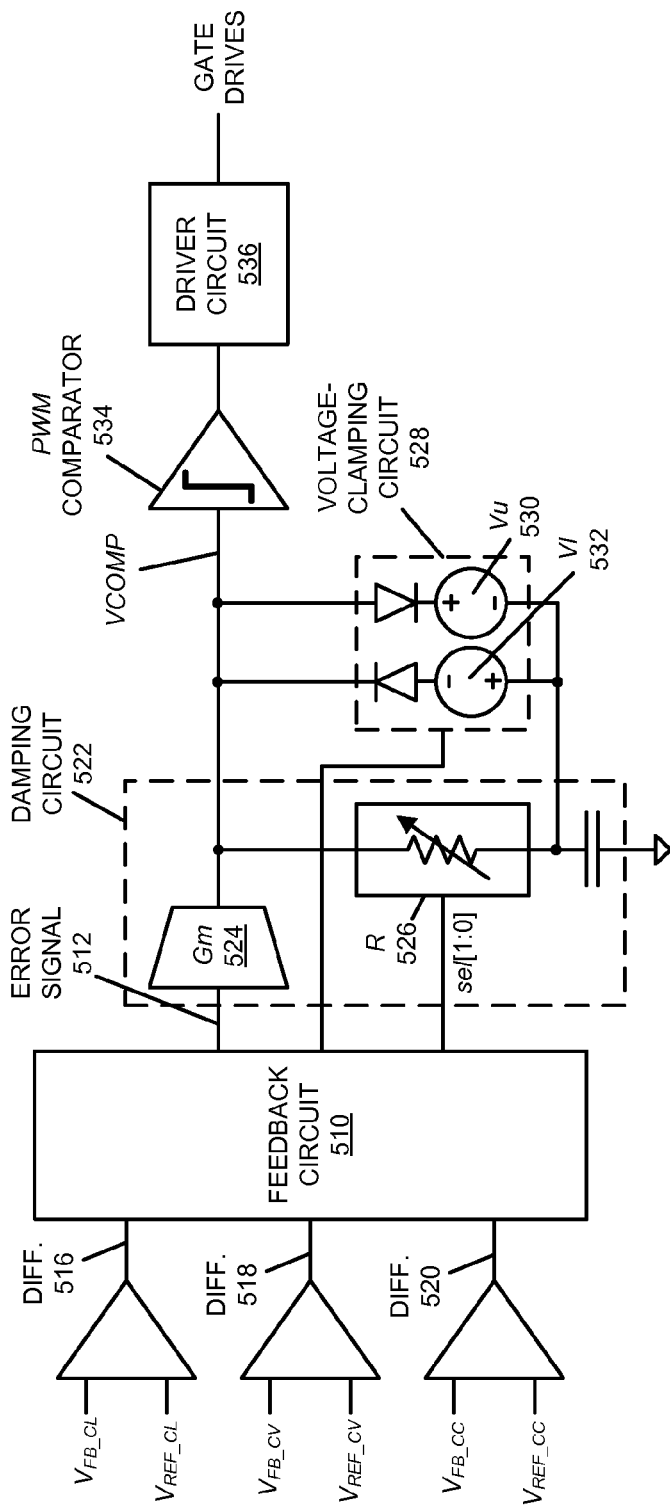 V_FB_CL
V_REF_CL
V_FB_CV
V_REF_CV
V_FB_CC
V_REF_CC
DIFF.
516
DIFF.
518
DIFF.
520
FEEDBACK
CIRCUIT
510
ERROR
SIGNAL
512
DAMPING
CIRCUIT
522
Gm
524
R
526
sel[1:0]
VCOMP
VOLTAGE-
CLAMPING
CIRCUIT
528
+
-
-
+
Vu
530
Vl
532
PWM
COMPARATOR
534
DRIVER
CIRCUIT
536
GATE
DRIVES